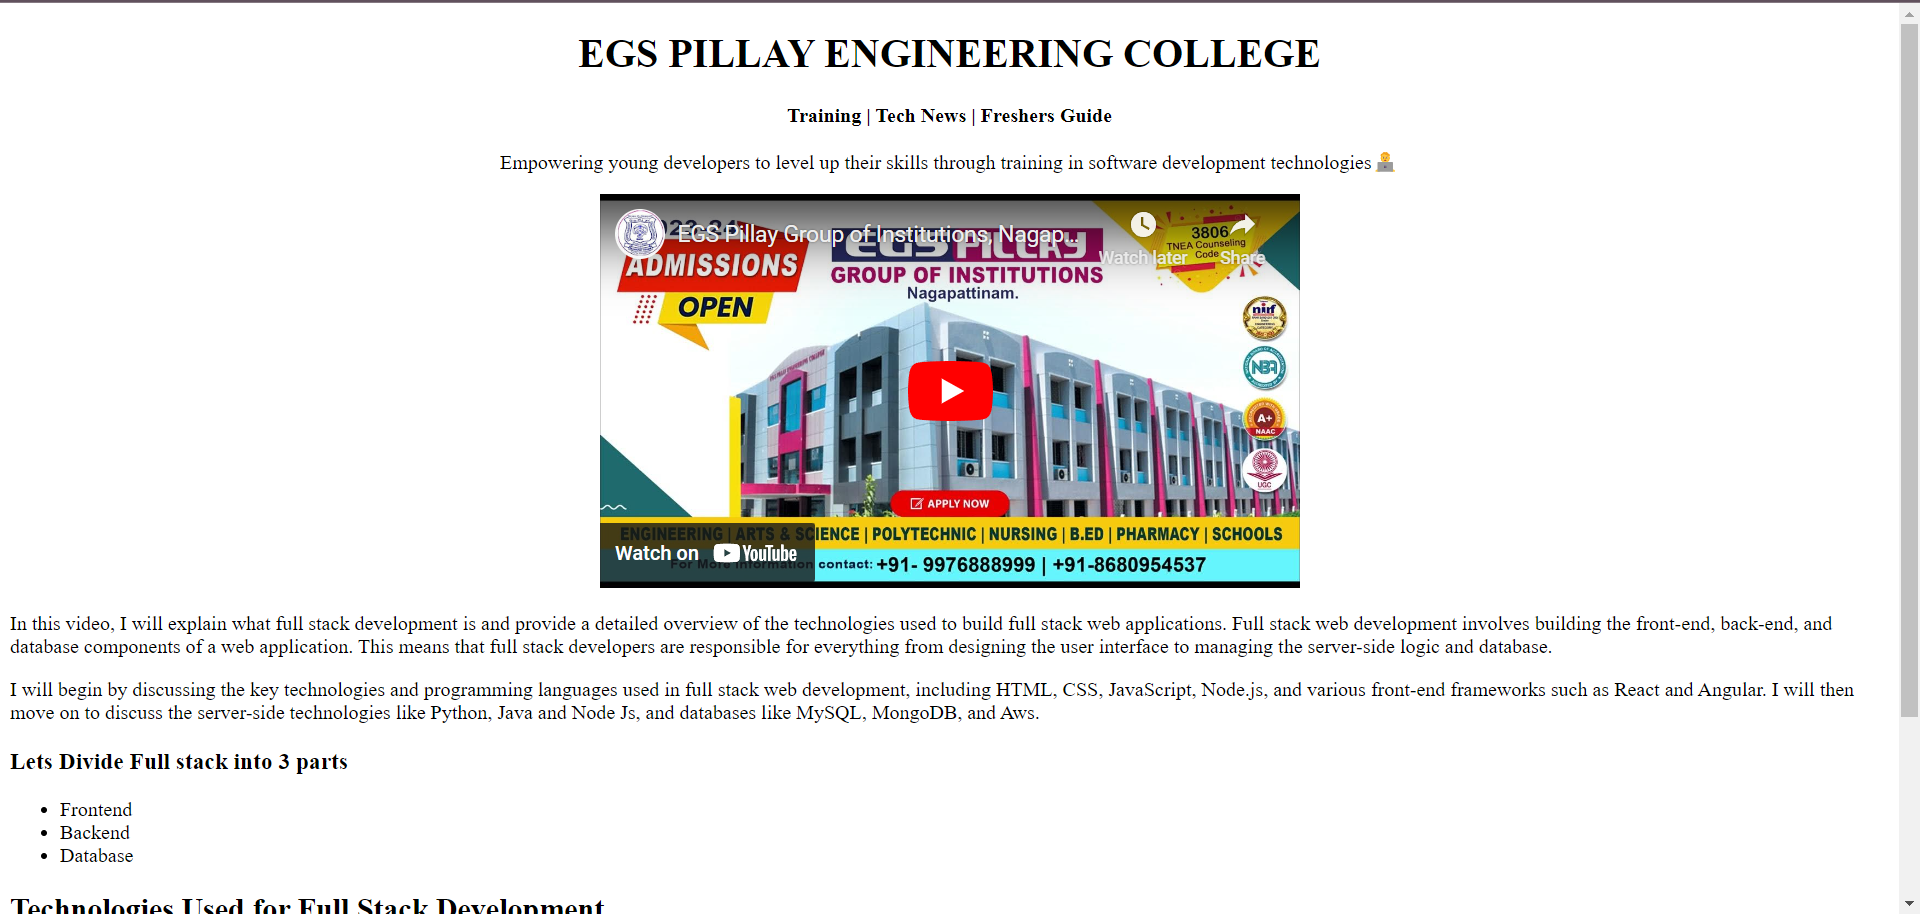 EGS PILLAY ENGINEERING COLLEGE
Training | Tech News | Freshers Guide
Empowering young developers to level up their skills through training in software development technologies
EGS Pillay Group of Institutions, Nagap...
Watch later
Share
ADMISSIONS
OPEN
EGS PILLAY
GROUP OF INSTITUTIONS
Nagapattinam.
3806
TNEA Counseling
Code
nirf
NBA
A+
NAAC
UGC
APPLY NOW
ENGINEERING | ARTS & SCIENCE | POLYTECHNIC | NURSING | B.ED | PHARMACY | SCHOOLS
Watch on YouTube
For More Information contact: +91- 9976888999 | +91-8680954537
In this video, I will explain what full stack development is and provide a detailed overview of the technologies used to build full stack web applications. Full stack web development involves building the front-end, back-end, and
database components of a web application. This means that full stack developers are responsible for everything from designing the user interface to managing the server-side logic and database.
I will begin by discussing the key technologies and programming languages used in full stack web development, including HTML, CSS, JavaScript, Node.js, and various front-end frameworks such as React and Angular. I will then
move on to discuss the server-side technologies like Python, Java and Node Js, and databases like MySQL, MongoDB, and Aws.
Lets Divide Full stack into 3 parts
• Frontend
• Backend
• Database
Technologies Used for Full Stack Development